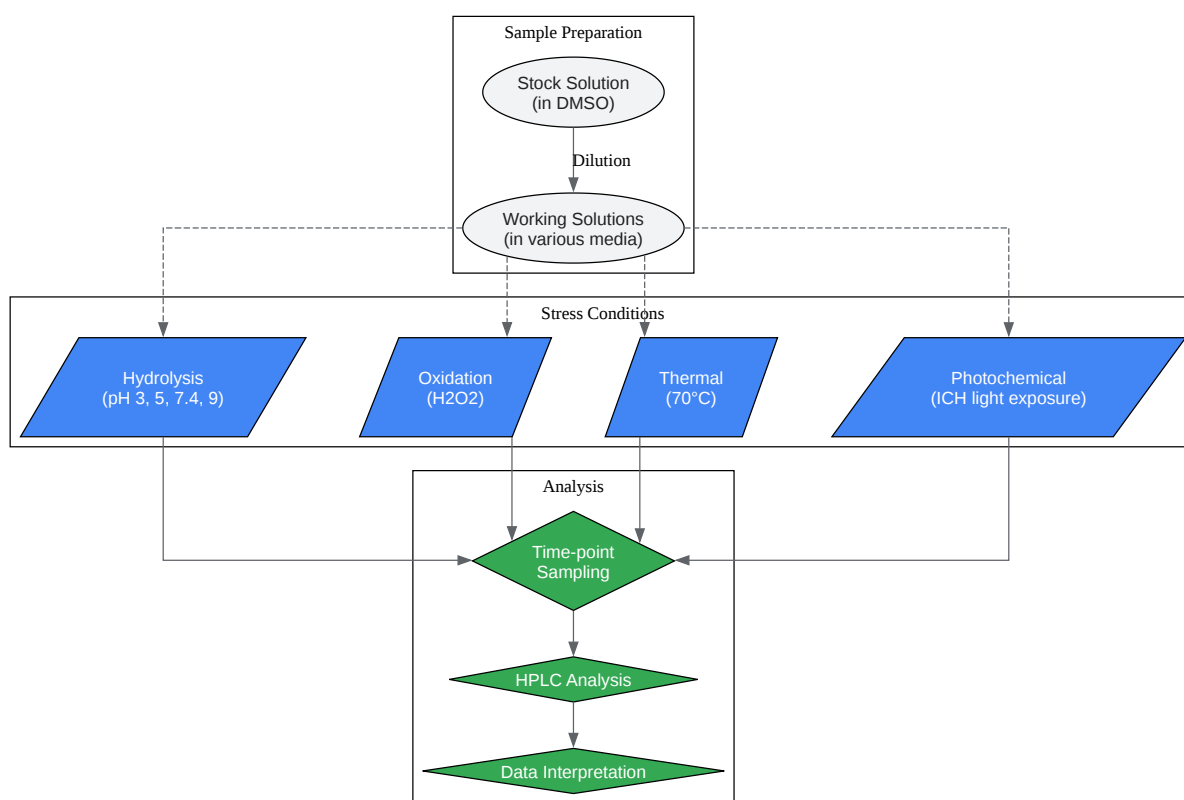 Sample Preparation
Stock Solution
(in DMSO)
Dilution
Working Solutions
(in various media)
Stress Conditions
Hydrolysis
(pH 3, 5, 7.4, 9)
Oxidation
(H2O2)
Thermal
(70°C)
Photochemical
(ICH light exposure)
Analysis
Time-point
Sampling
HPLC Analysis
Data Interpretation